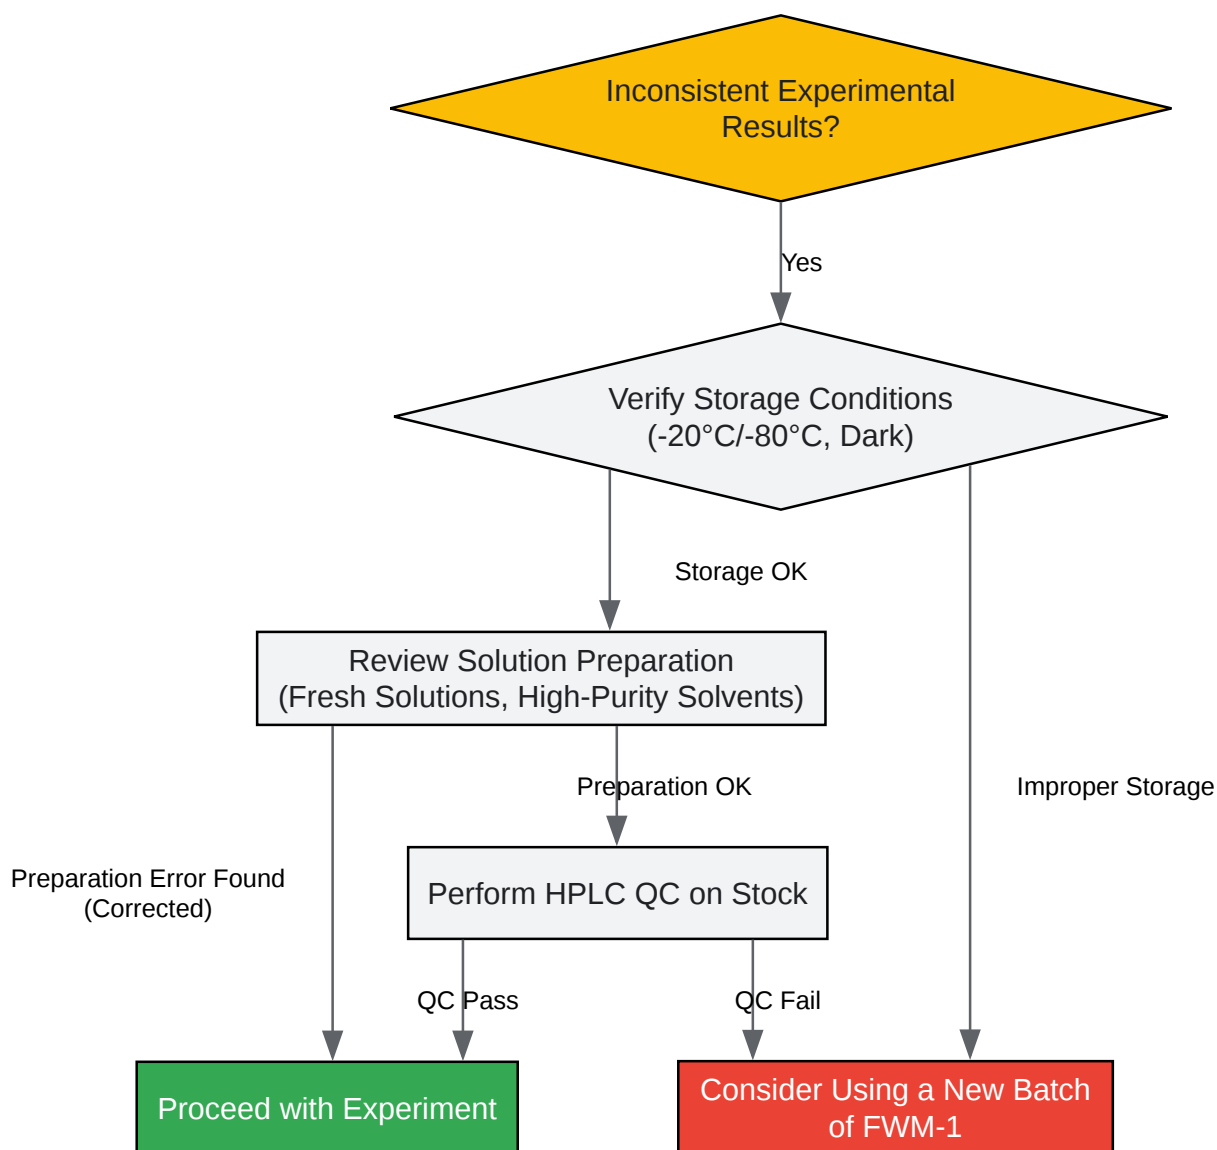 Inconsistent Experimental
Results?
Yes
Verify Storage Conditions
(-20°C/-80°C, Dark)
Storage OK
Review Solution Preparation
(Fresh Solutions, High-Purity Solvents)
Preparation OK
Improper Storage
Preparation Error Found
(Corrected)
Perform HPLC QC on Stock
QC Pass
QC Fail
Proceed with Experiment
Consider Using a New Batch
of FWM-1